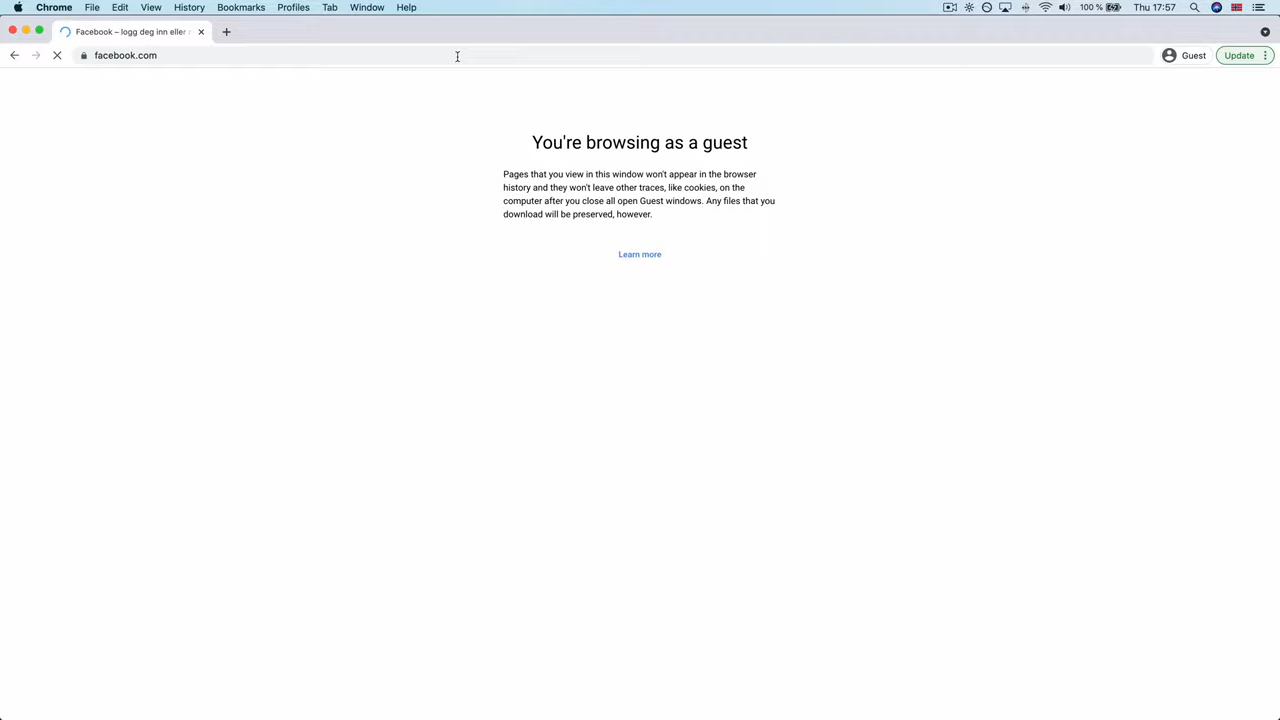 Chrome File Edit View History Bookmarks Profiles Tab Window Help 100 % Thu 17:57
Facebook – logg deg inn eller
facebook.com Guest Update
You're browsing as a guest
Pages that you view in this window won't appear in the browser
history and they won't leave other traces, like cookies, on the
computer after you close all open Guest windows. Any files that you
download will be preserved, however.
Learn more